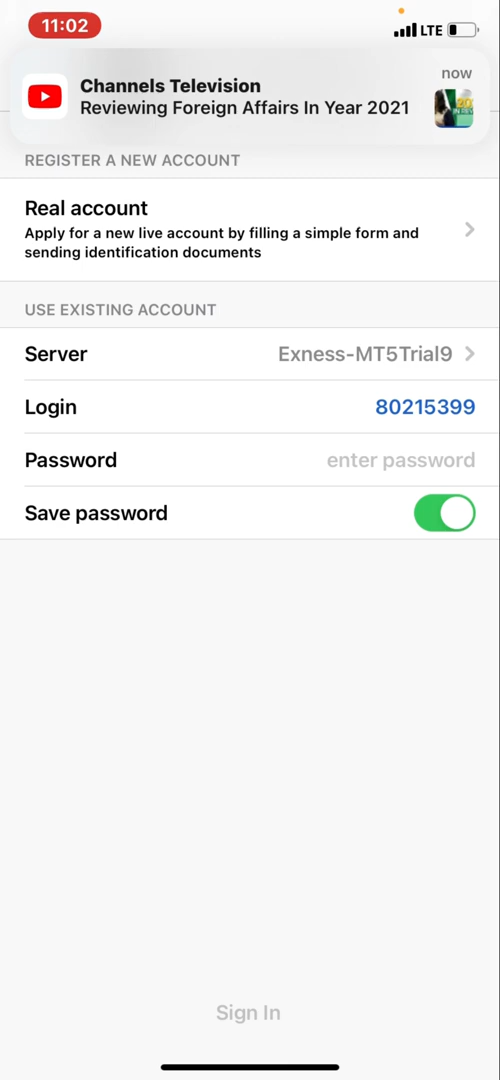 11:02
LTE
Channels Television
now
Reviewing Foreign Affairs In Year 2021
REGISTER A NEW ACCOUNT
Real account
Apply for a new live account by filling a simple form and
sending identification documents
USE EXISTING ACCOUNT
Server Exness-MT5Trial9
Login 80215399
Password enter password
Save password
Sign In